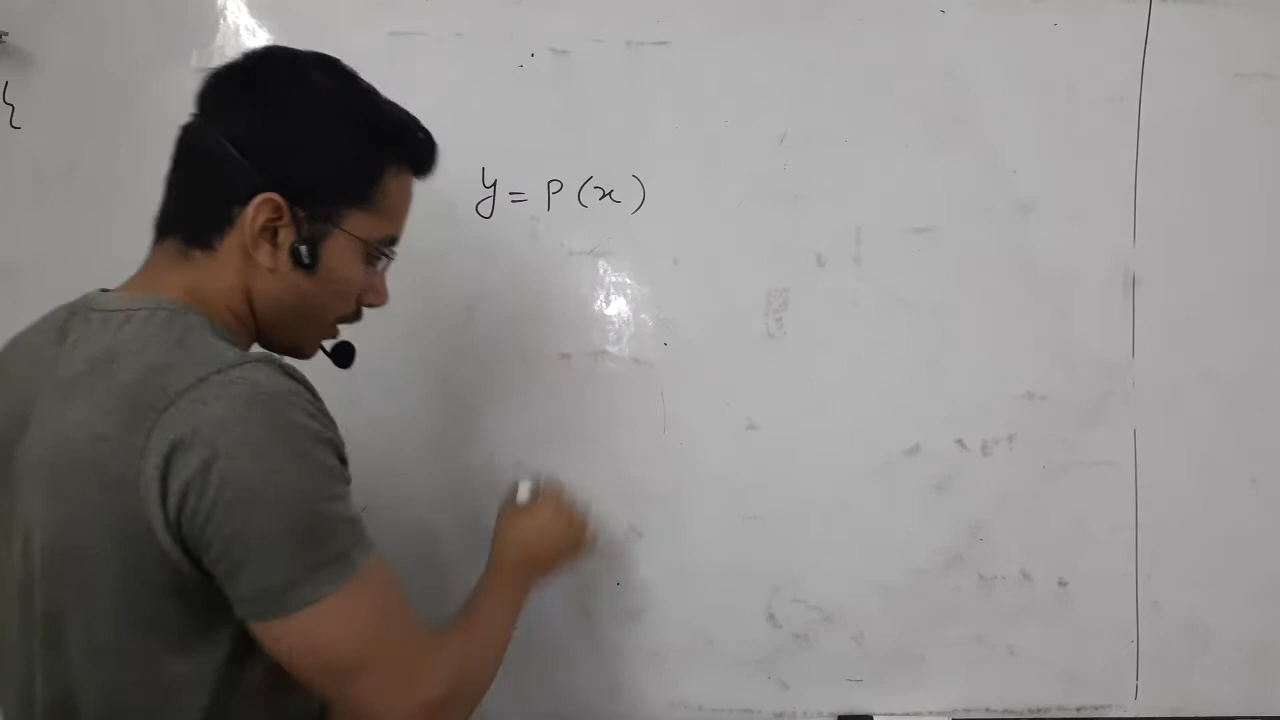 y = P(x)